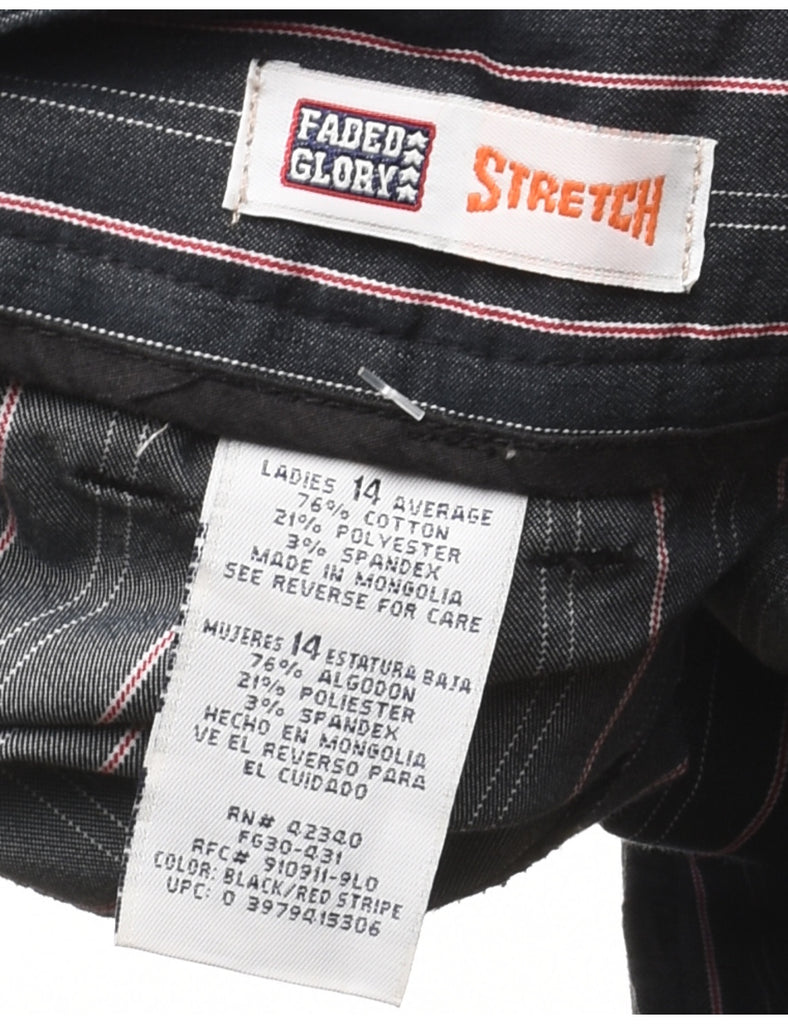 FADED
GLORY
STRETCH
LADIES 14 AVERAGE
76% COTTON
21% POLYESTER
3% SPANDEX
MADE IN MONGOLIA
SEE REVERSE FOR CARE
MUJERES 14 ESTATURA BAJA
76% ALGODON
21% POLIESTER
3% SPANDEX
HECHO EN MONGOLIA
VE EL REVERSO PARA
EL CUIDADO
RN# 42340
FG30-431
RFC# 910911-9L0
COLOR: BLACK/RED STRIPE
UPC: 0 3979415306